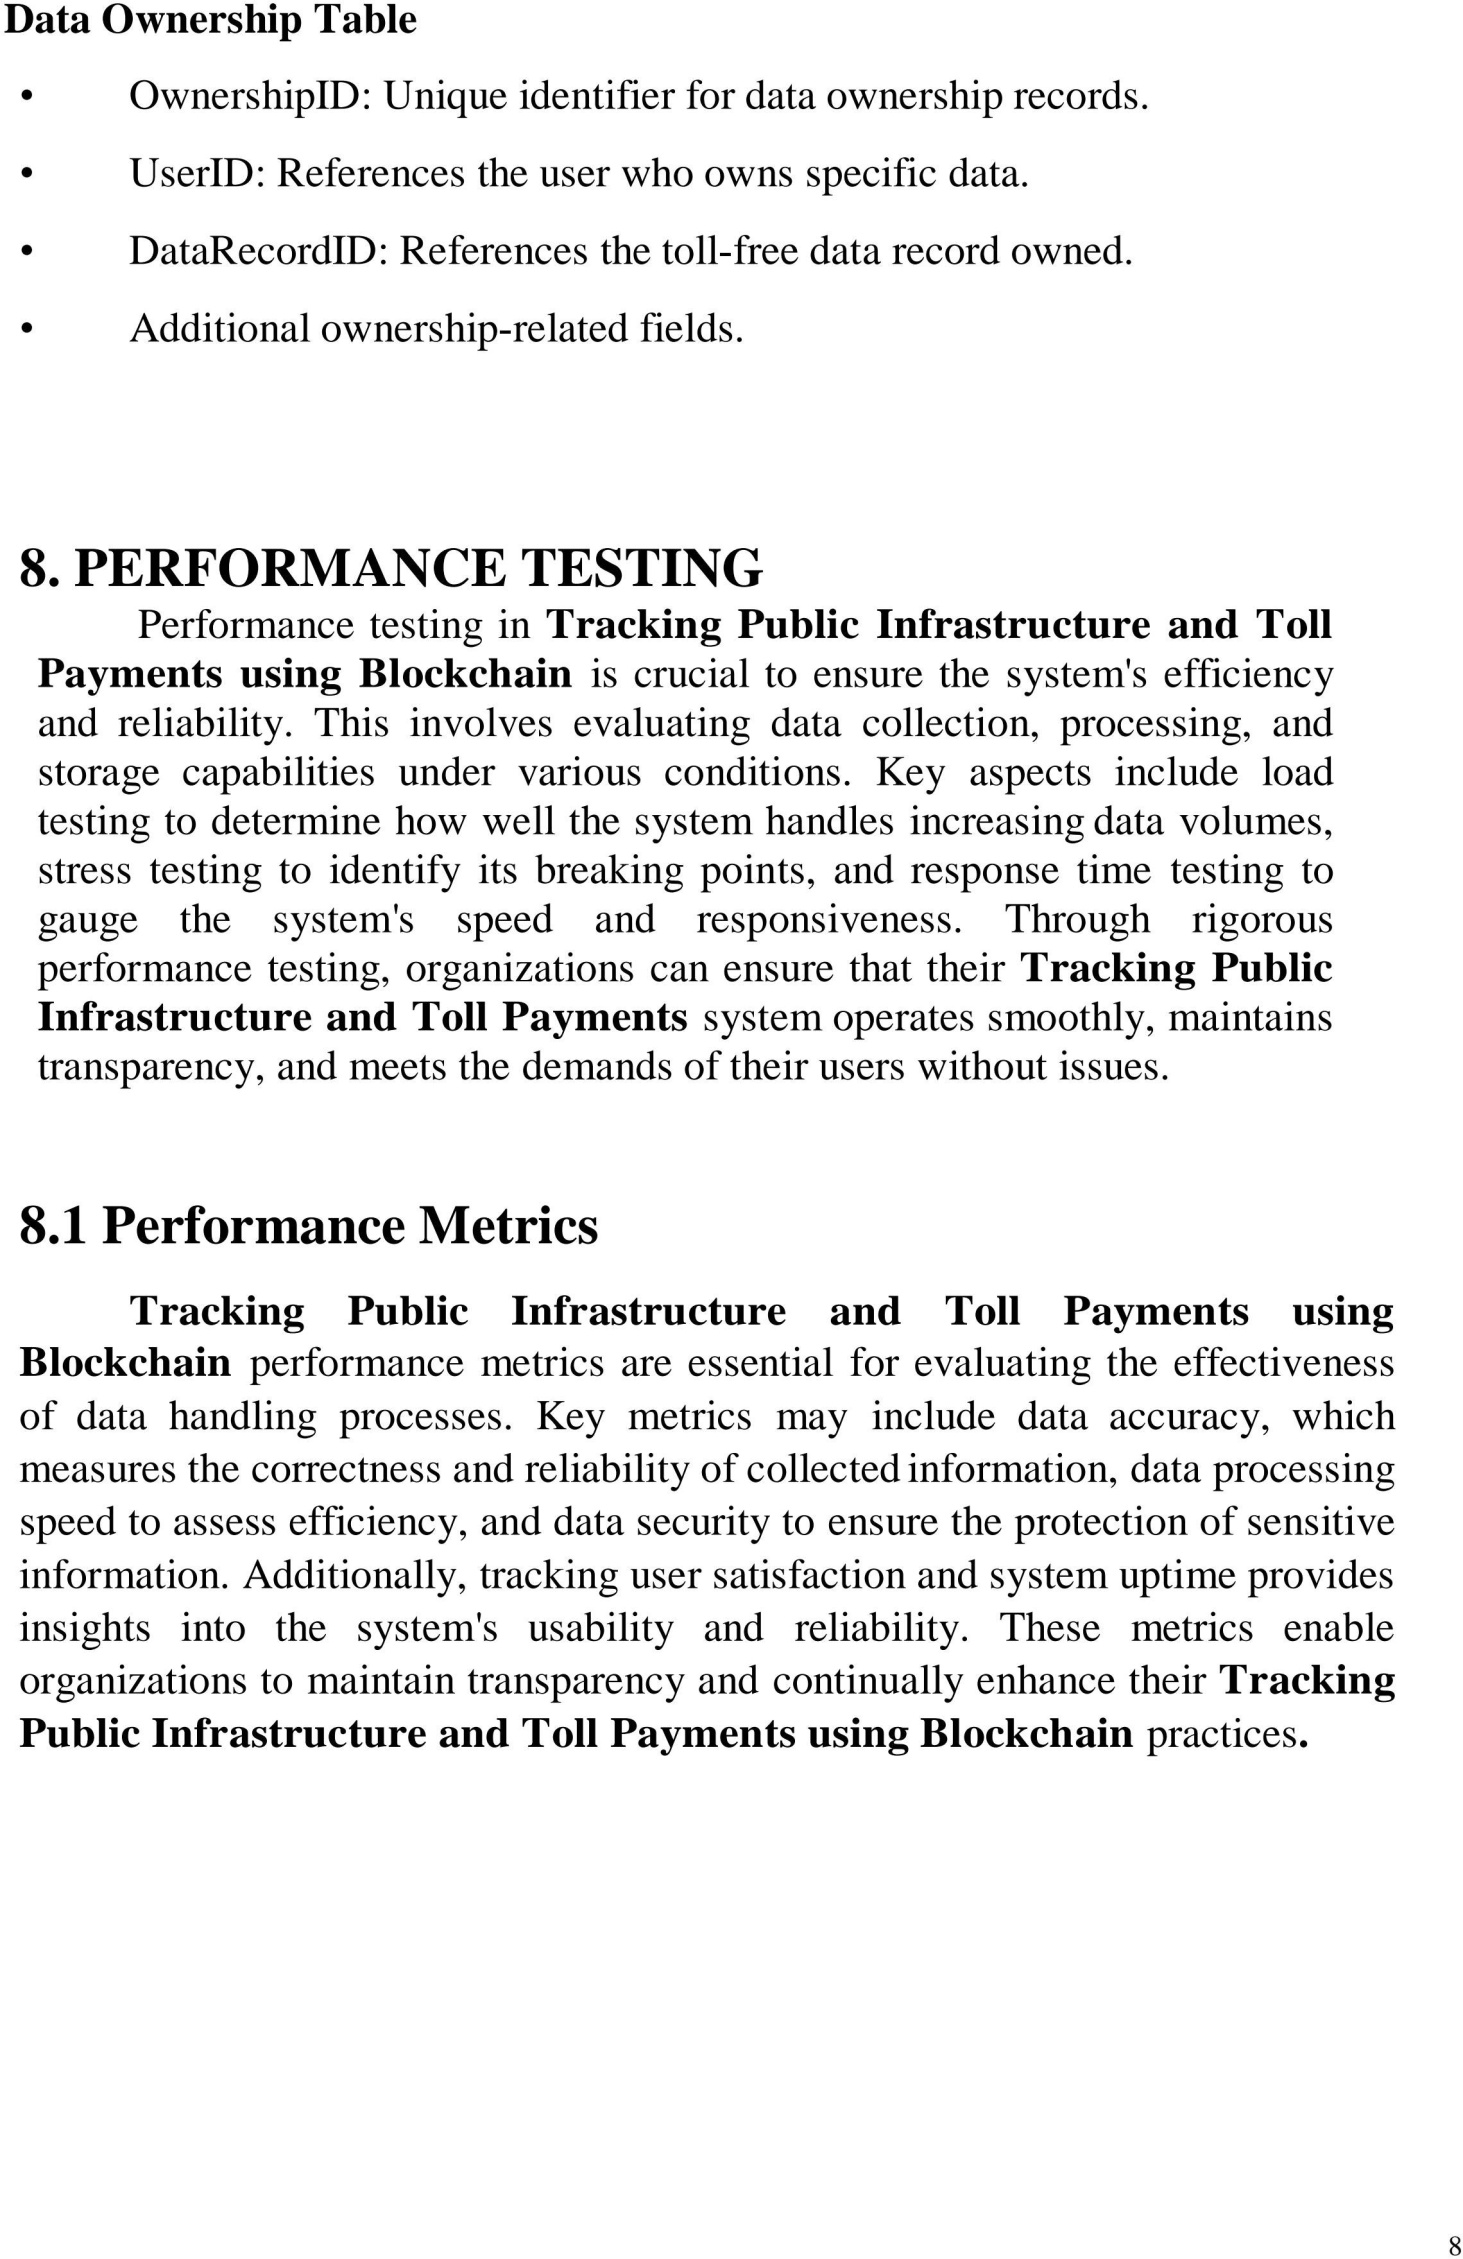 Data Ownership Table
• OwnershipID: Unique identifier for data ownership records.
• UserID: References the user who owns specific data.
• DataRecordID: References the toll-free data record owned.
• Additional ownership-related fields.
8. PERFORMANCE TESTING
Performance testing in Tracking Public Infrastructure and Toll
Payments using Blockchain is crucial to ensure the system's efficiency
and reliability. This involves evaluating data collection, processing, and
storage capabilities under various conditions. Key aspects include load
testing to determine how well the system handles increasing data volumes,
stress testing to identify its breaking points, and response time testing to
gauge the system's speed and responsiveness. Through rigorous
performance testing, organizations can ensure that their Tracking Public
Infrastructure and Toll Payments system operates smoothly, maintains
transparency, and meets the demands of their users without issues.
8.1 Performance Metrics
Tracking Public Infrastructure and Toll Payments using
Blockchain performance metrics are essential for evaluating the effectiveness
of data handling processes. Key metrics may include data accuracy, which
measures the correctness and reliability of collected information, data processing
speed to assess efficiency, and data security to ensure the protection of sensitive
information. Additionally, tracking user satisfaction and system uptime provides
insights into the system's usability and reliability. These metrics enable
organizations to maintain transparency and continually enhance their Tracking
Public Infrastructure and Toll Payments using Blockchain practices.
8